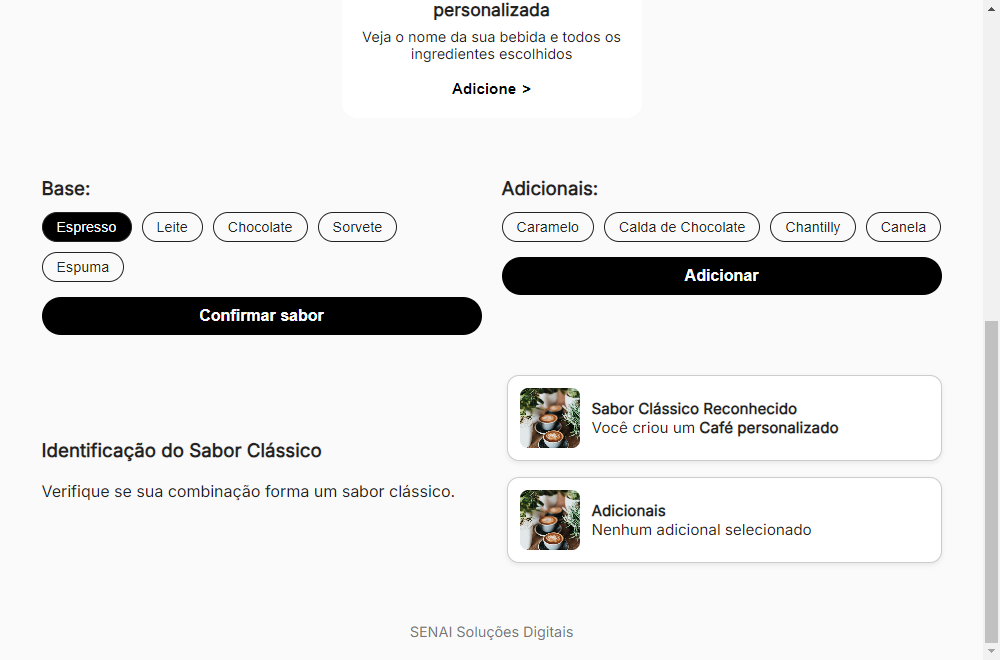 personalizada
Veja o nome da sua bebida e todos os
ingredientes escolhidos
Adicione >
Base:
Espresso
Leite
Chocolate
Sorvete
Espuma
Confirmar sabor
Adicionais:
Caramelo
Calda de Chocolate
Chantilly
Canela
Adicionar
Identificação do Sabor Clássico
Verifique se sua combinação forma um sabor clássico.
Sabor Clássico Reconhecido
Você criou um Café personalizado
Adicionais
Nenhum adicional selecionado
SENAI Soluções Digitais